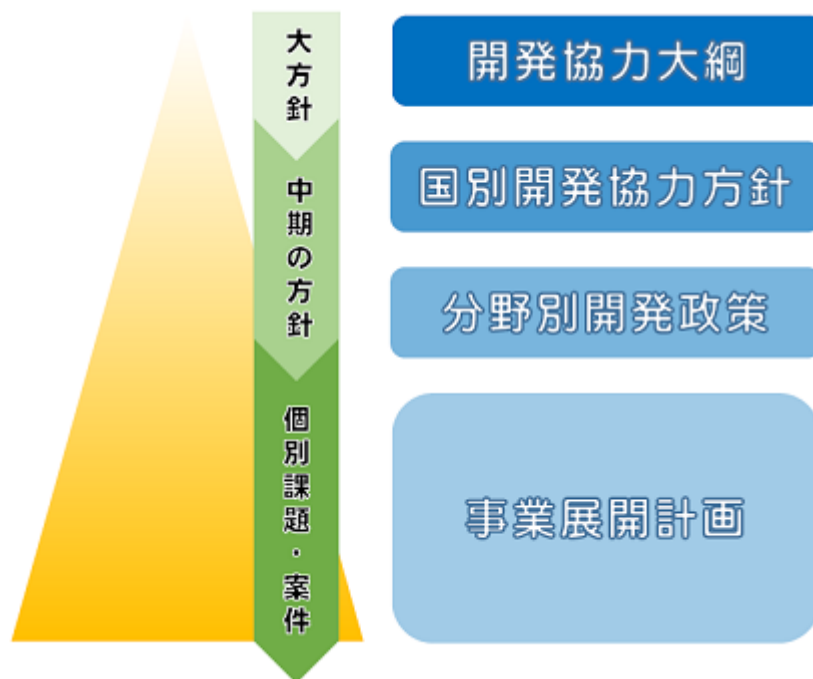 大方針
中期の方針
個別課題・案件
開発協力大綱
国別開発協力方針
分野別開発政策
事業展開計画